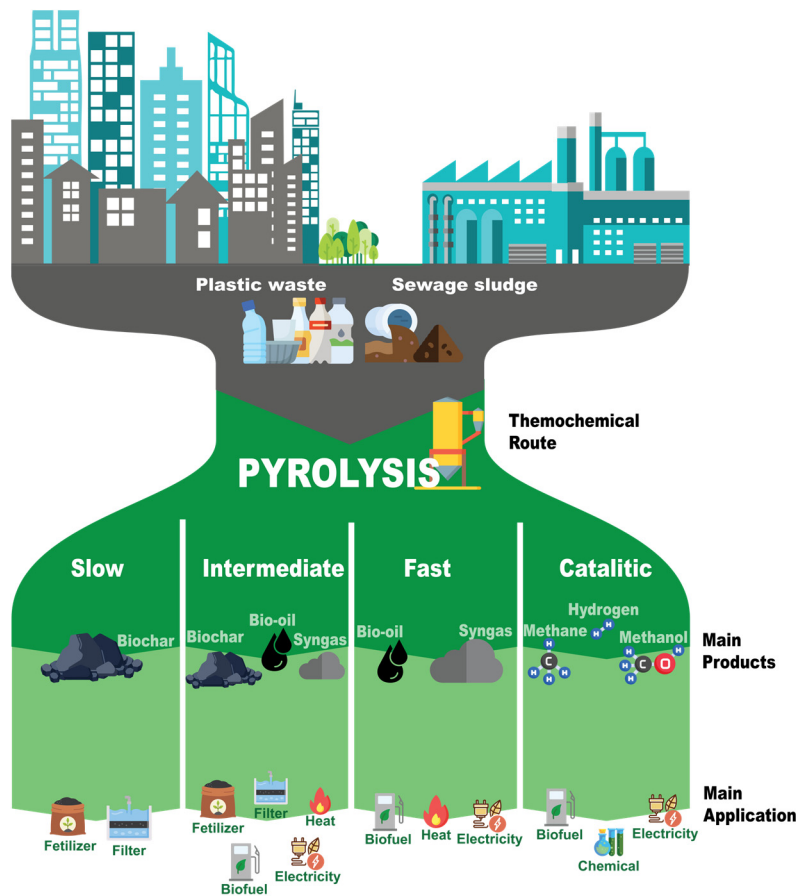 Plastic waste
Sewage sludge
Themochemical
Route
PYROLYSIS
Slow
Intermediate
Fast
Catalitic
Biochar
Biochar
Bio-oil
Syngas
Bio-oil
Syngas
Methane
Hydrogen
Methanol
H H
H
C
H
H
H
H
H
H
C
O
H
Main
Products
Fetilizer
Filter
Fetilizer
Filter
Heat
Biofuel
Electricity
Biofuel
Heat
Electricity
Biofuel
Chemical
Electricity
Main
Application